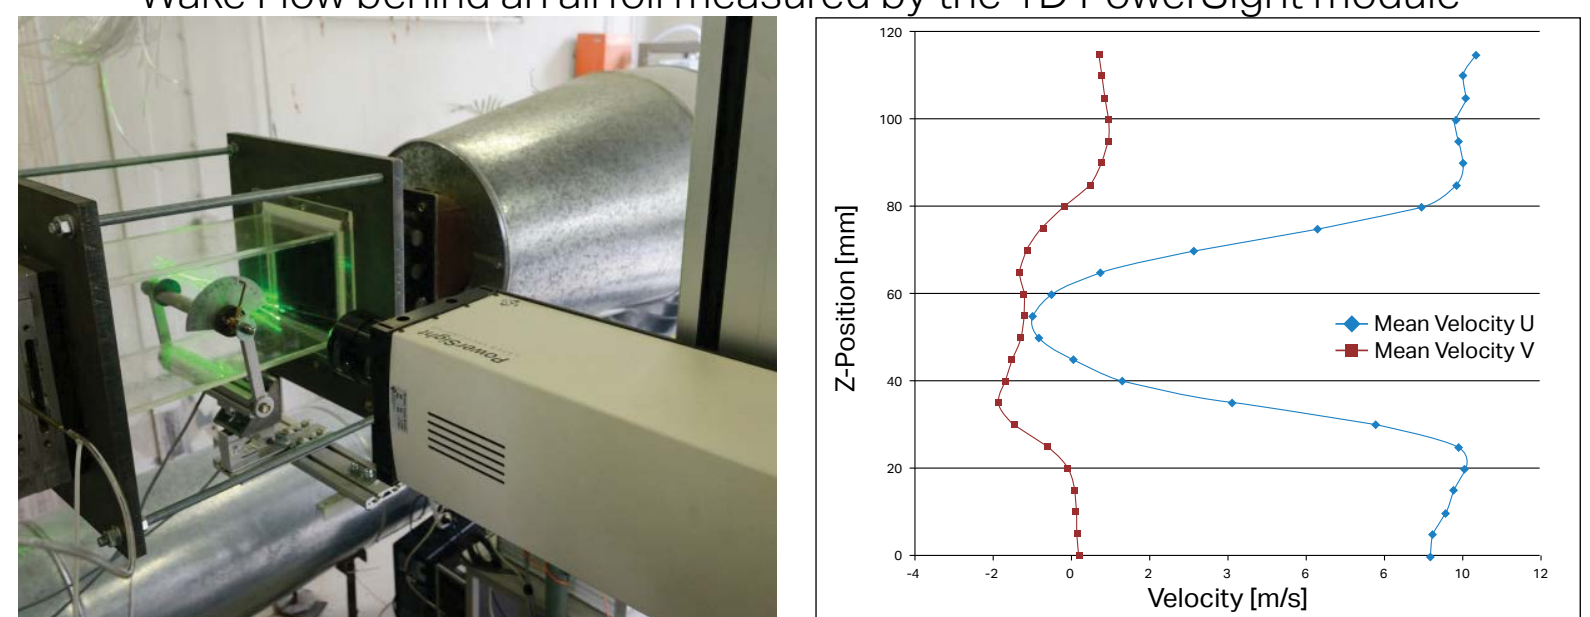 Wake Flow behind an airfoil measured by the 1D PowerSight module
PowerSight
120
100
80
60
40
20
0
Z-Position [mm]
Mean Velocity U
Mean Velocity V
-4 -2 0 2 2 3 6 6 10 12
Velocity [m/s]